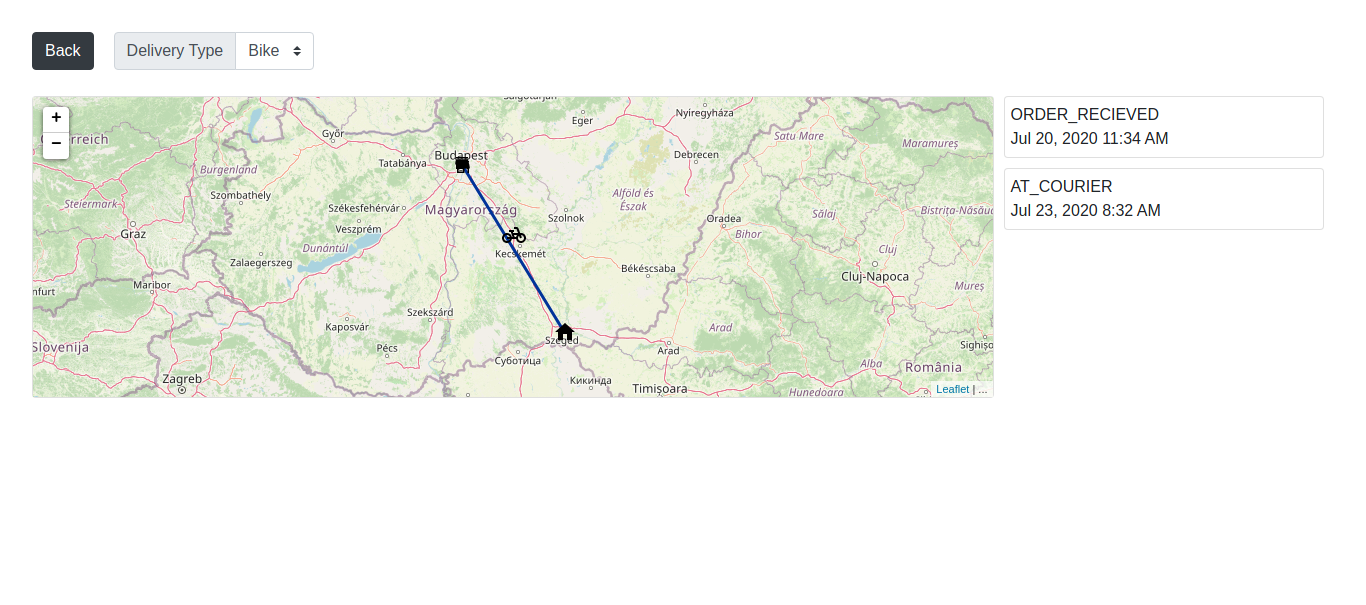 Back
Delivery Type
Bike
+
−
Salgótarján
Győr
Eger
Nyíregyháza
Österreich
Satu Mare
Maramureș
Budapest
Tatabánya
Debrecen
Burgenland
Szombathely
Alföld és
Észak
Steiermark
Székesfehérvár
Magyarország
Szolnok
Sălaj
Bistrița-Năsăuc
Veszprém
Oradea
Graz
Dunántúl
Bihor
Kecskemét
Cluj
Zalaegerszeg
Békéscsaba
Cluj-Napoca
Maribor
Mureș
nfurt
Szekszárd
Kaposvár
Arad
Szeged
Slovenija
Pécs
Arad
Sighișo
Суботица
Alba
România
Zagreb
Кикинда
Timișoara
Hunedoara
Leaflet | ...
ORDER_RECIEVED
Jul 20, 2020 11:34 AM
AT_COURIER
Jul 23, 2020 8:32 AM